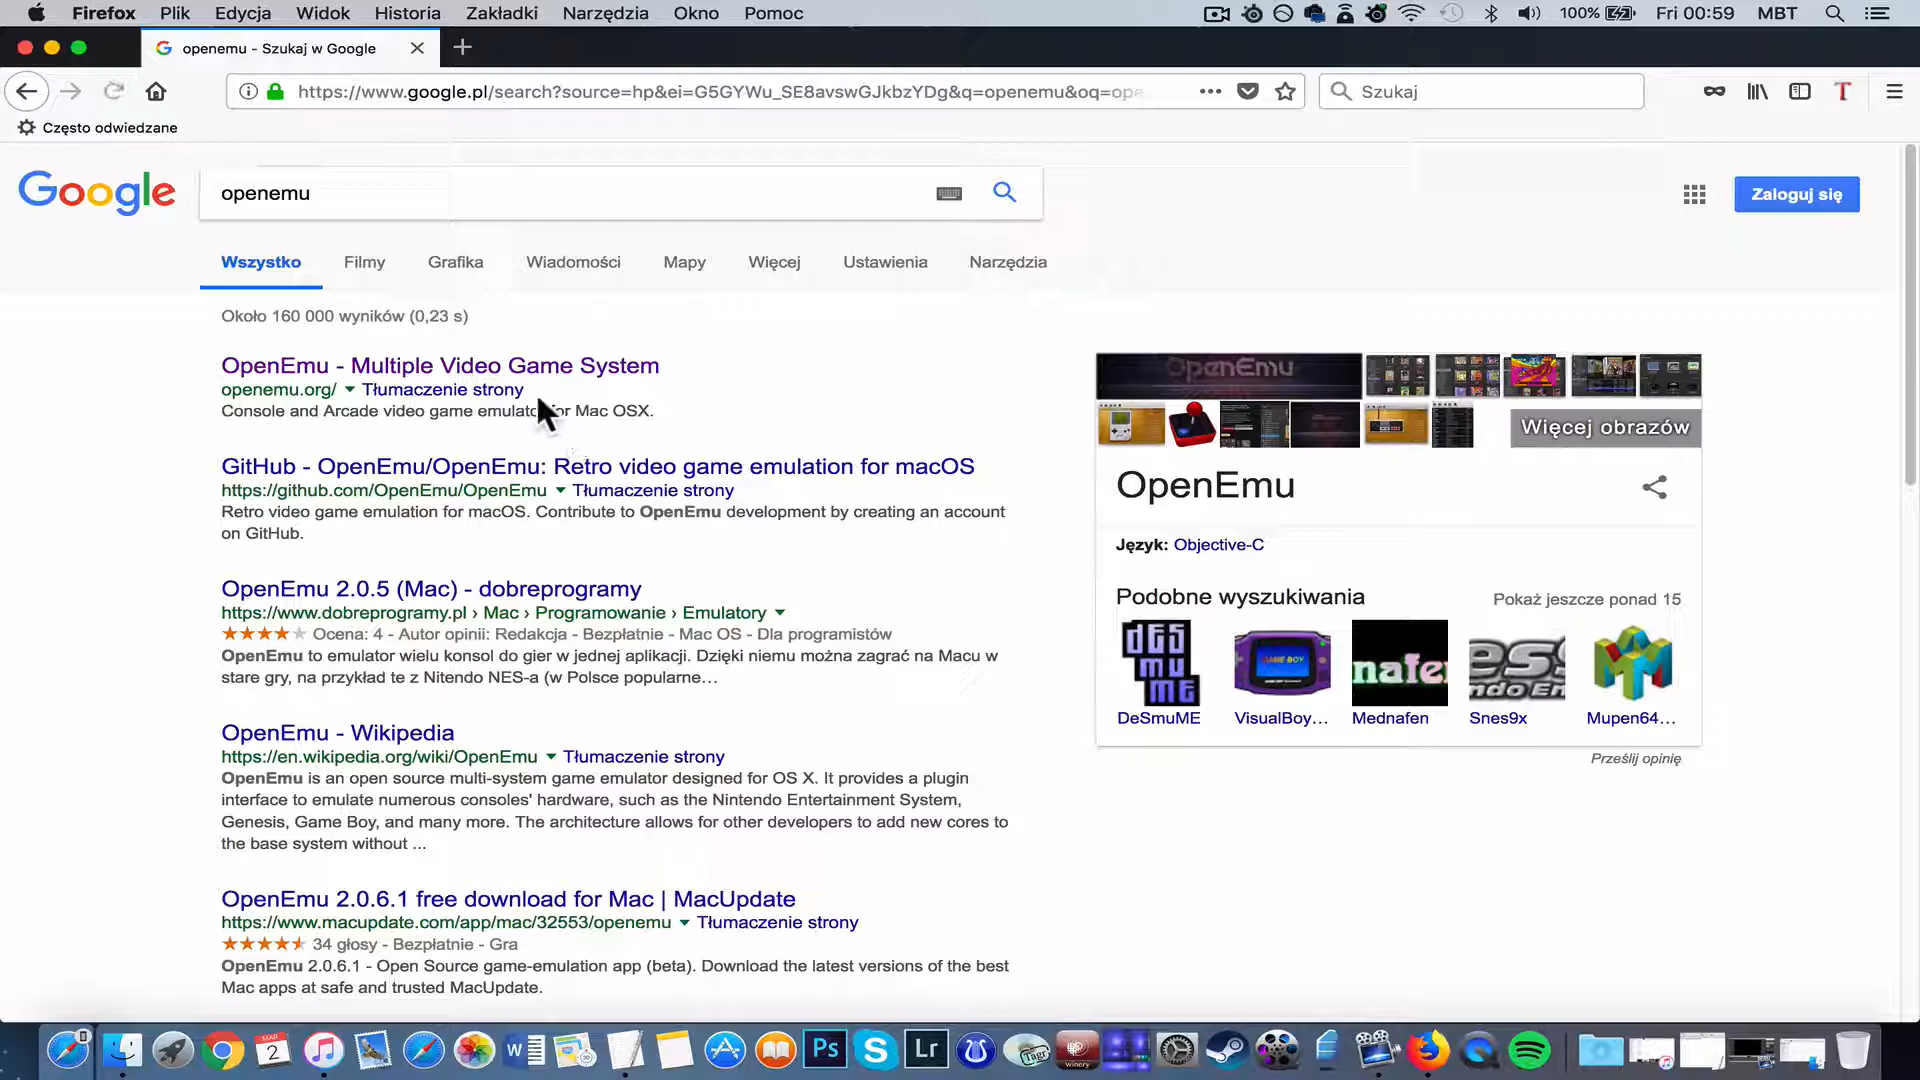 Firefox Plik Edycja Widok Historia Zakładki Narzędzia Okno Pomoc 100% Fri 00:59 MBT
openemu - Szukaj w Google
https://www.google.pl/search?source=hp&ei=G5GYWu_SE8avswGJkbzYDg&q=openemu&oq=ope
Szukaj
Często odwiedzane
Google
openemu
Zaloguj się
Wszystko Filmy Grafika Wiadomości Mapy Więcej Ustawienia Narzędzia
Około 160 000 wyników (0,23 s)
OpenEmu - Multiple Video Game System
openemu.org/ Tłumaczenie strony
Console and Arcade video game emulator for Mac OSX.
GitHub - OpenEmu/OpenEmu: Retro video game emulation for macOS
https://github.com/OpenEmu/OpenEmu Tłumaczenie strony
Retro video game emulation for macOS. Contribute to OpenEmu development by creating an account
on GitHub.
OpenEmu 2.0.5 (Mac) - dobreprogramy
https://www.dobreprogramy.pl › Mac › Programowanie › Emulatory
Ocena: 4 - Autor opinii: Redakcja - Bezpłatnie - Mac OS - Dla programistów
OpenEmu to emulator wielu konsol do gier w jednej aplikacji. Dzięki niemu można zagrać na Macu w
stare gry, na przykład te z Nitendo NES-a (w Polsce popularne…
OpenEmu - Wikipedia
https://en.wikipedia.org/wiki/OpenEmu Tłumaczenie strony
OpenEmu is an open source multi-system game emulator designed for OS X. It provides a plugin
interface to emulate numerous consoles' hardware, such as the Nintendo Entertainment System,
Genesis, Game Boy, and many more. The architecture allows for other developers to add new cores to
the base system without ...
OpenEmu 2.0.6.1 free download for Mac | MacUpdate
https://www.macupdate.com/app/mac/32553/openemu Tłumaczenie strony
34 głosy - Bezpłatnie - Gra
OpenEmu 2.0.6.1 - Open Source game-emulation app (beta). Download the latest versions of the best
Mac apps at safe and trusted MacUpdate.
OpenEmu
Więcej obrazów
OpenEmu
Język: Objective-C
Podobne wyszukiwania Pokaż jeszcze ponad 15
DeSmuME VisualBoy... Mednafen Snes9x Mupen64...
Prześlij opinię
MAR
2
W
Ps
S
Lr
Tagr
Winery